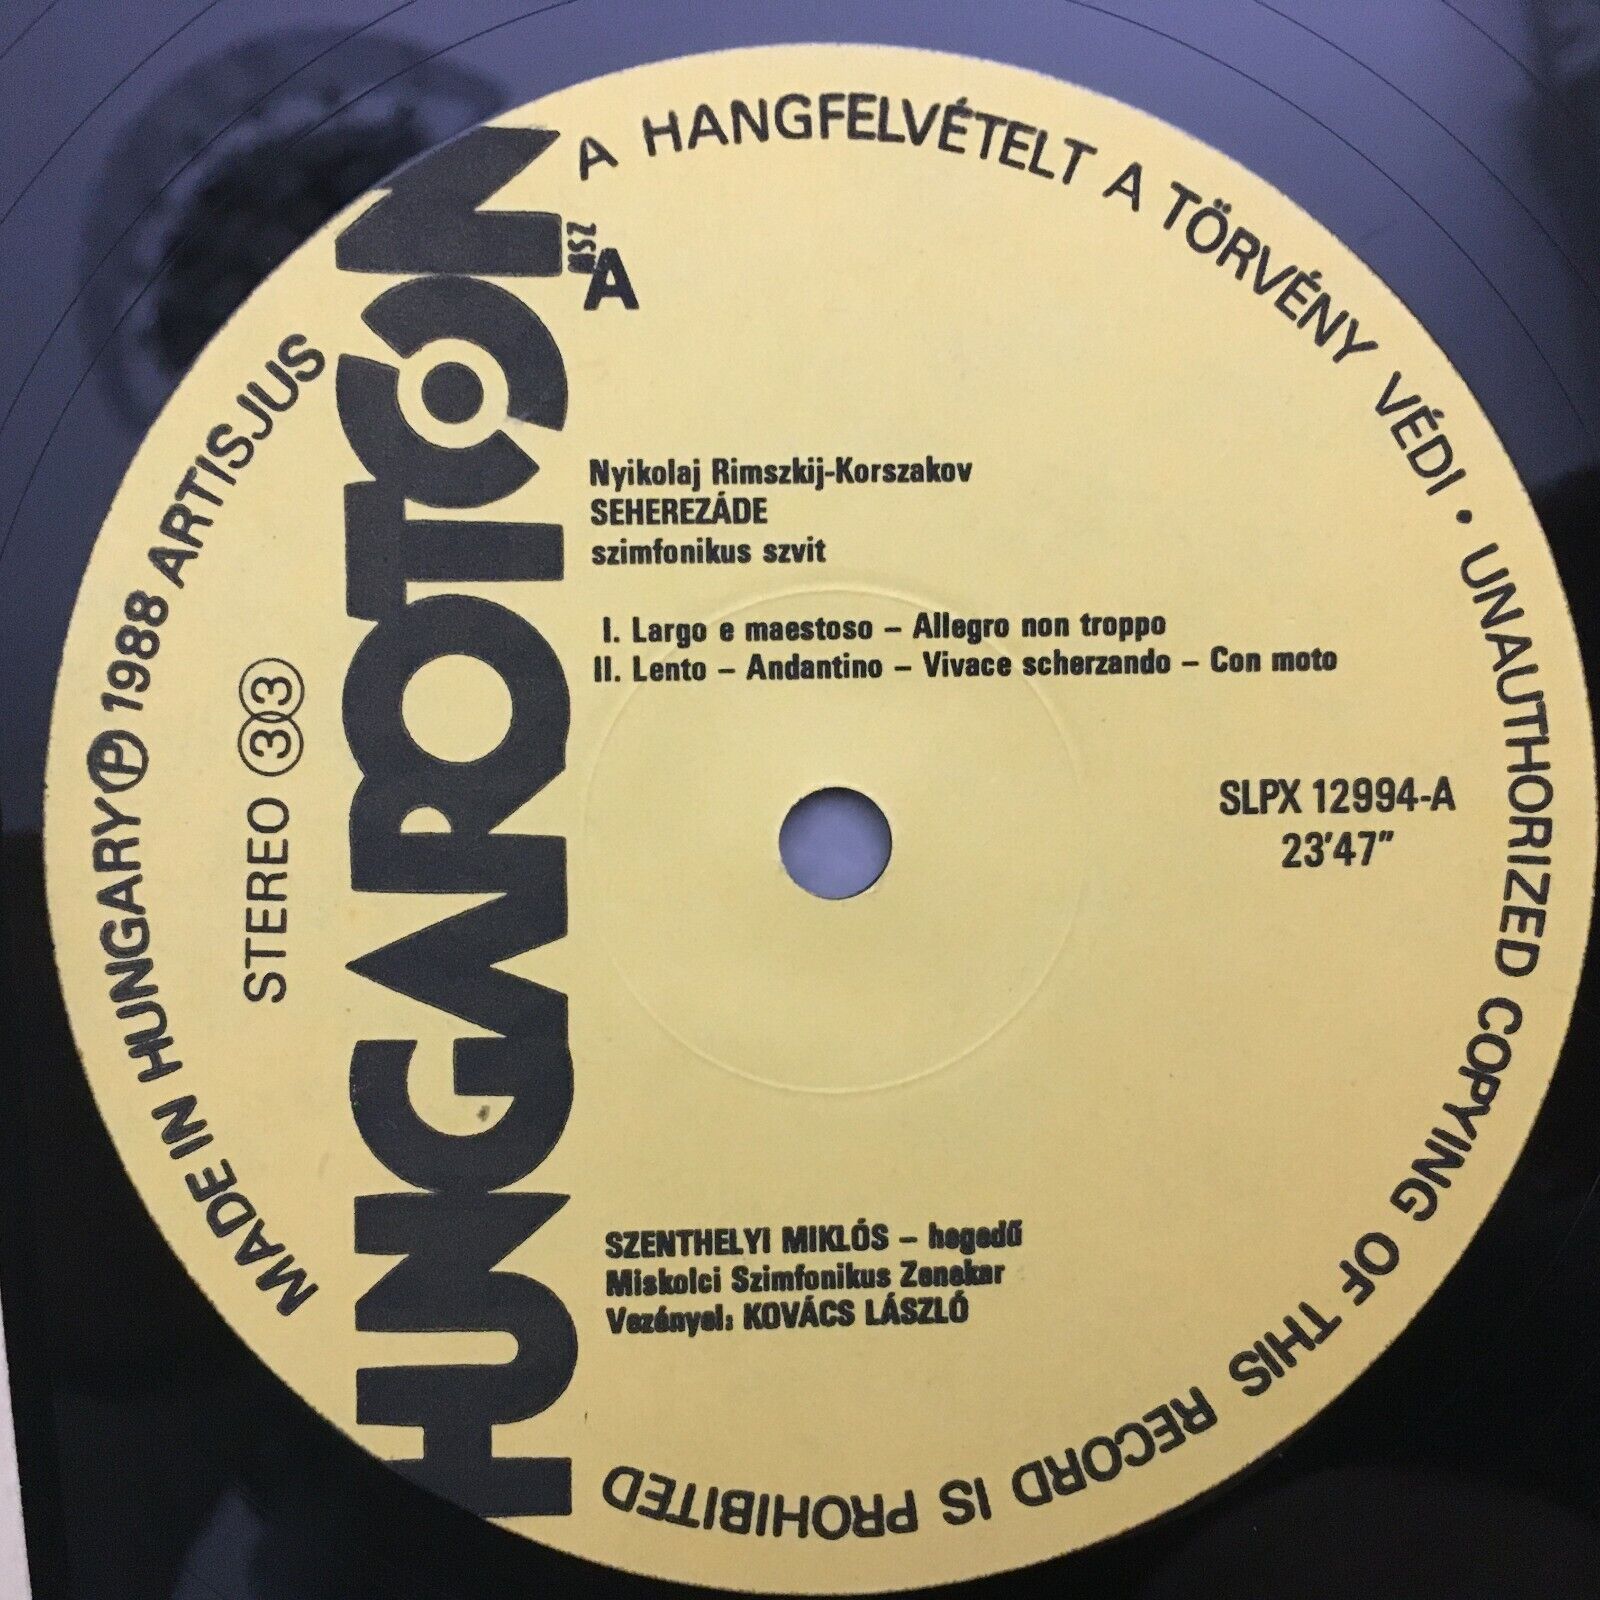 A HANGFELVÉTELT A TÖRVÉNY VÉDI • UNAUTHORIZED COPYING OF THIS RECORD IS PROHIBITED
MADE IN HUNGARY Ⓟ 1988 ARTISJUS
STEREO 33
HUNGAROTON
A
Nyikolaj Rimszkij-Korszakov
SEHEREZÁDE
szimfonikus szvit
I. Largo e maestoso – Allegro non troppo
II. Lento – Andantino – Vivace scherzando – Con moto
SLPX 12994-A
23'47"
SZENTHELYI MIKLÓS – hegedű
Miskolci Szimfonikus Zenekar
Vezényel: KOVÁCS LÁSZLÓ